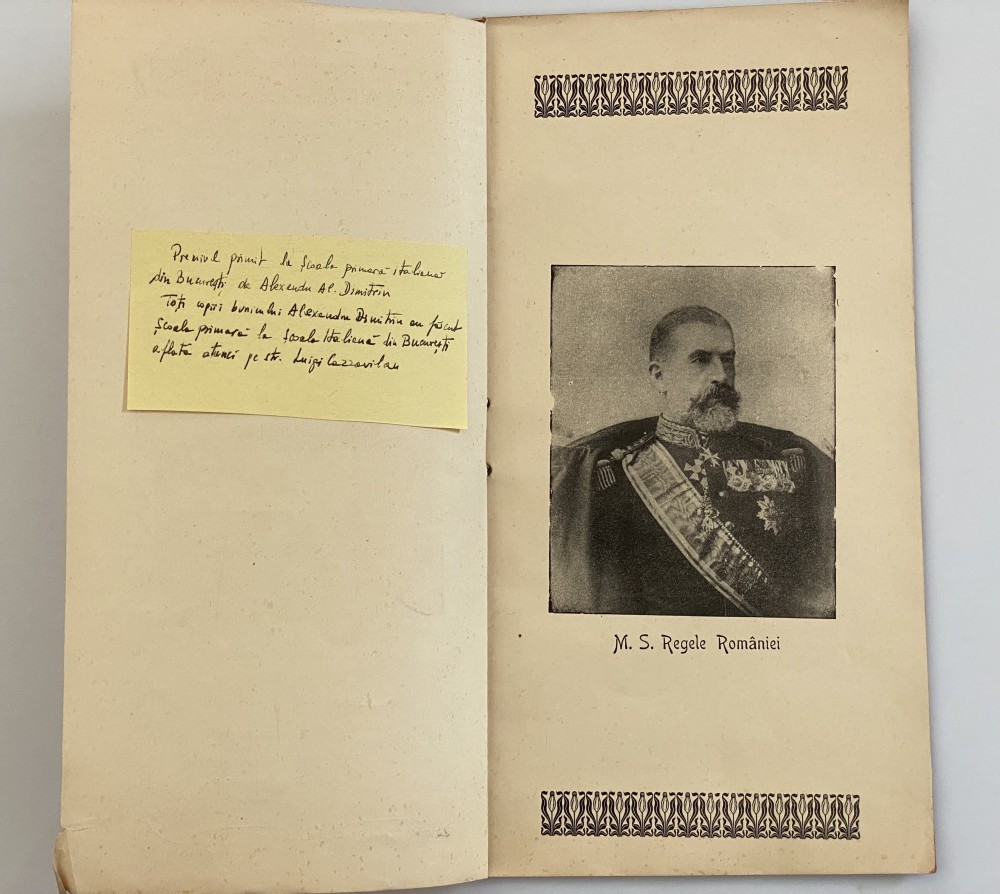 Premiul primit la Școala primară italiană
din București de Alexandru Al. Dimitriu
Toți copiii bunicului Alexandru Dimitriu au făcut
Școala primară la Școala Italiană din București
aflată atunci pe str. Luigi Cazzavilan
M. S. Regele României